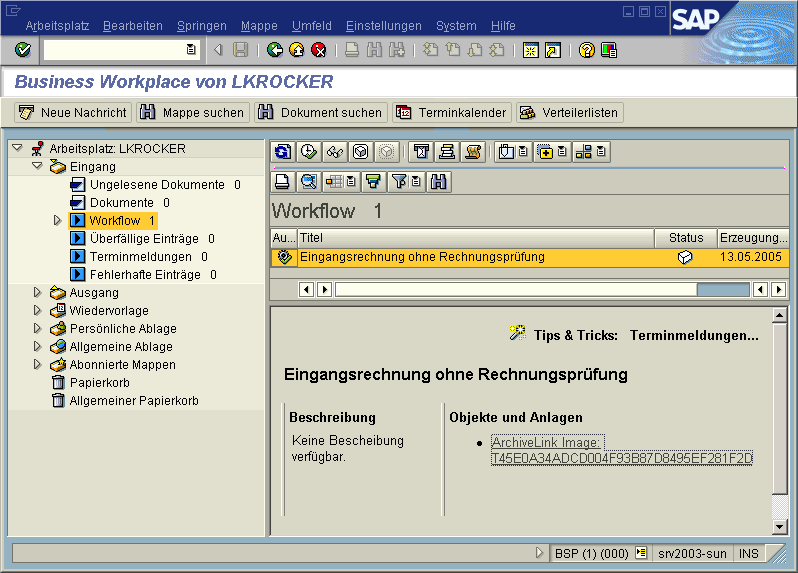 Arbeitsplatz Bearbeiten Springen Mappe Umfeld Einstellungen System Hilfe
SAP
Business Workplace von LKROCKER
Neue Nachricht Mappe suchen Dokument suchen Terminkalender Verteilerlisten
Arbeitsplatz: LKROCKER
Eingang
Ungelesene Dokumente 0
Dokumente 0
Workflow 1
Überfällige Einträge 0
Terminmeldungen 0
Fehlerhafte Einträge 0
Ausgang
Wiedervorlage
Persönliche Ablage
Allgemeine Ablage
Abonnierte Mappen
Papierkorb
Allgemeiner Papierkorb
Workflow 1
Au... Titel Status Erzeugung...
Eingangsrechnung ohne Rechnungsprüfung 13.05.2005
Tips & Tricks: Terminmeldungen...
Eingangsrechnung ohne Rechnungsprüfung
Beschreibung
Keine Bescheibung
verfügbar.
Objekte und Anlagen
ArchiveLink Image:
T45E0A34ADCD004F93B87D8495EF281F2D
BSP (1) (000) srv2003-sun INS